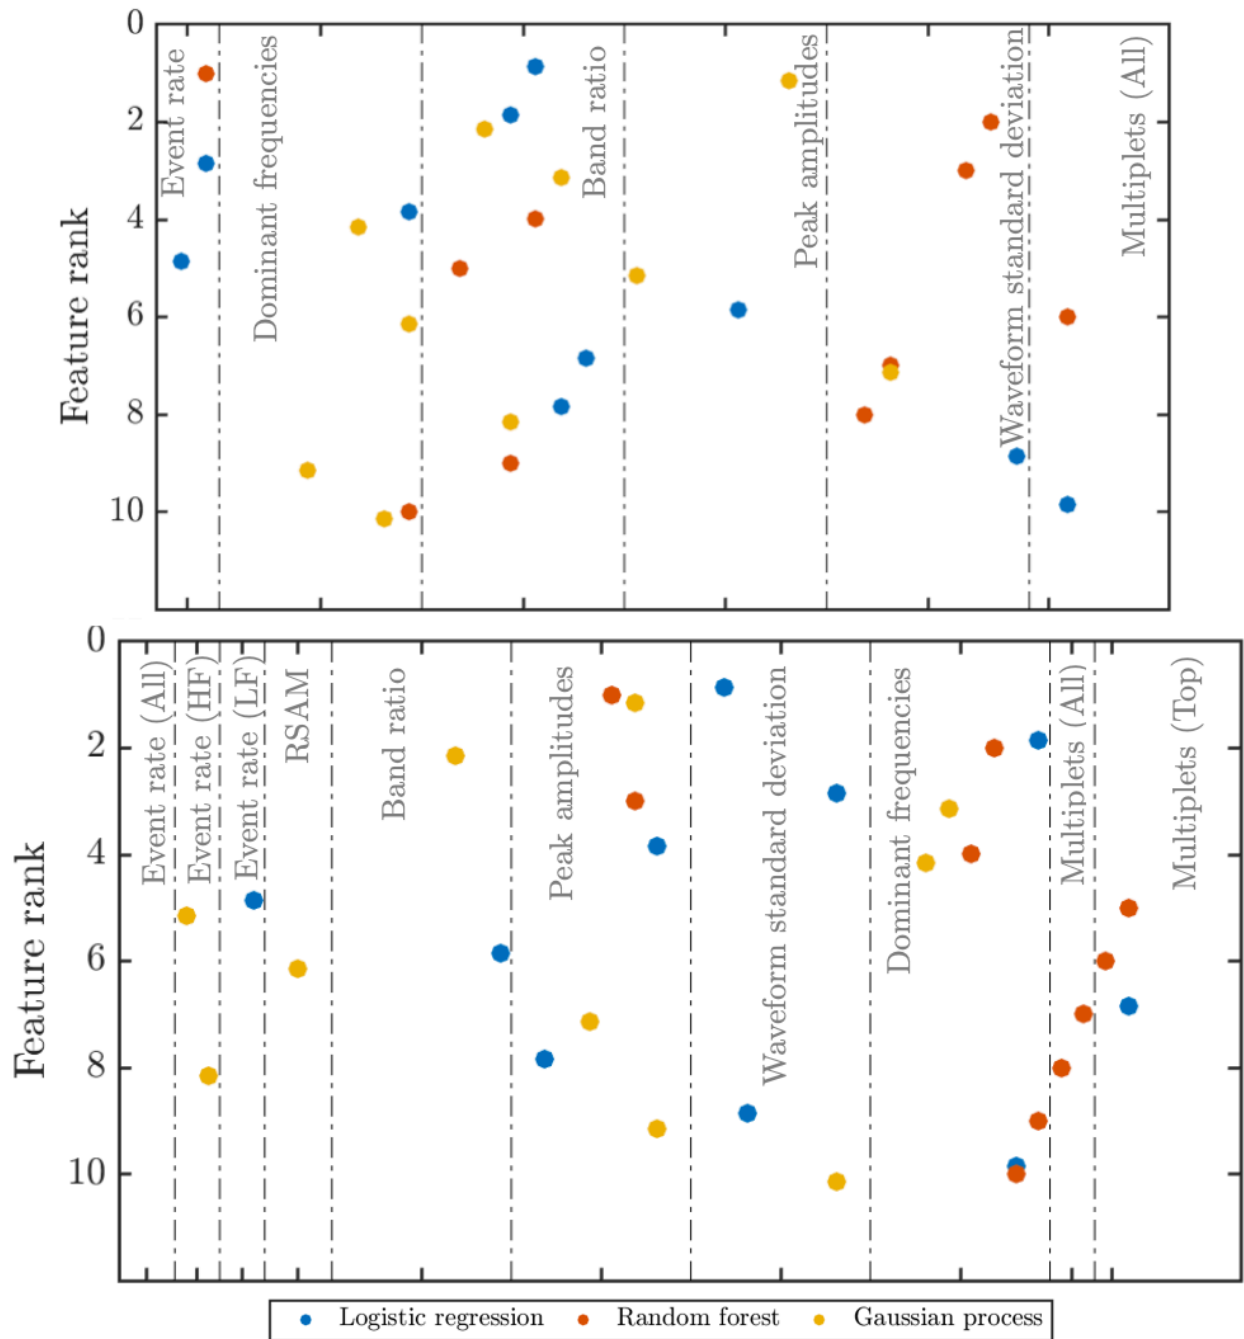 0
2
4
6
8
10
Feature rank
Event rate
Dominant frequencies
Band ratio
Peak amplitudes
Waveform standard deviation
Multiplets (All)
0
2
4
6
8
10
Feature rank
Event rate (All)
Event rate (HF)
Event rate (LF)
RSAM
Band ratio
Peak amplitudes
Waveform standard deviation
Dominant frequencies
Multiplets (All)
Multiplets (Top)
Logistic regression Random forest Gaussian process